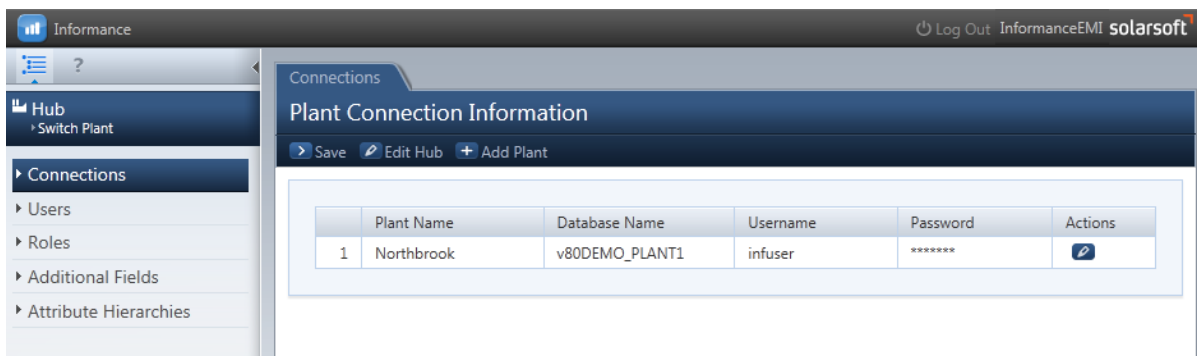 Informance
Log Out InformanceEMI solarsoft
?
Hub
Switch Plant
Connections
Users
Roles
Additional Fields
Attribute Hierarchies
Connections
Plant Connection Information
Save Edit Hub Add Plant
Plant Name Database Name Username Password Actions
1 Northbrook v80DEMO_PLANT1 infuser *******